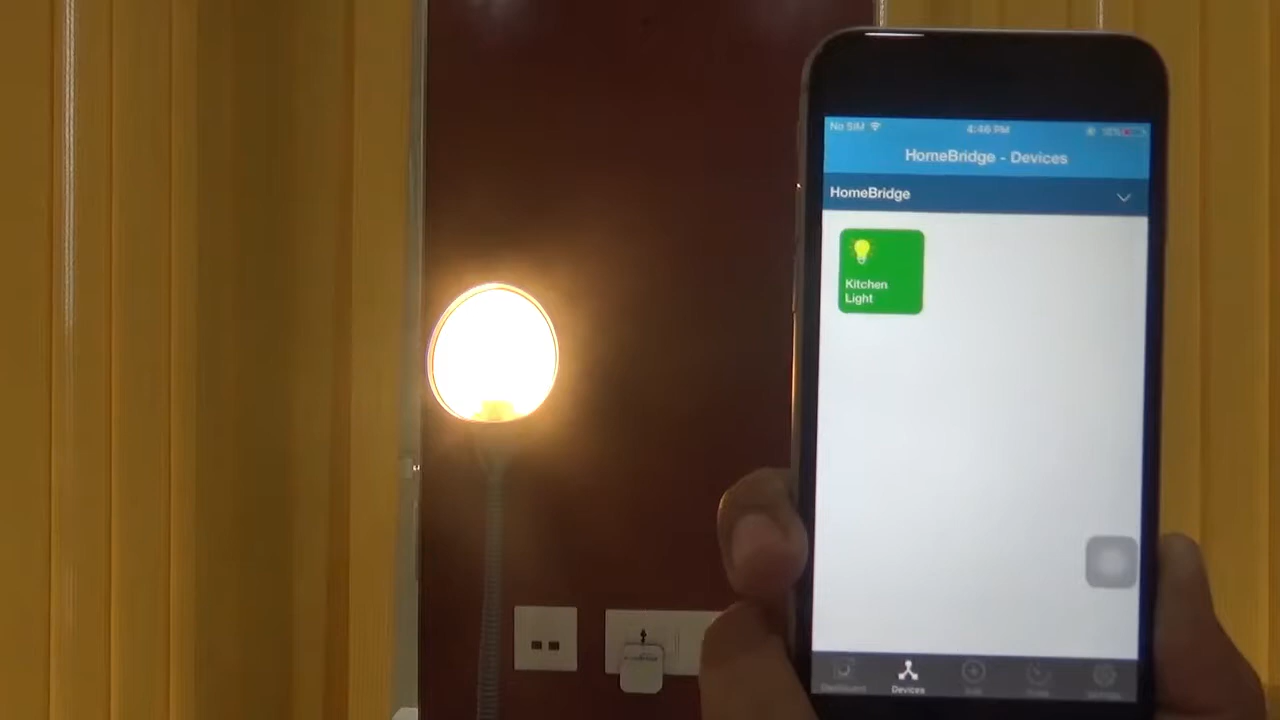 No SIM
4:46 PM
HomeBridge - Devices
HomeBridge
Kitchen
Light
Devices